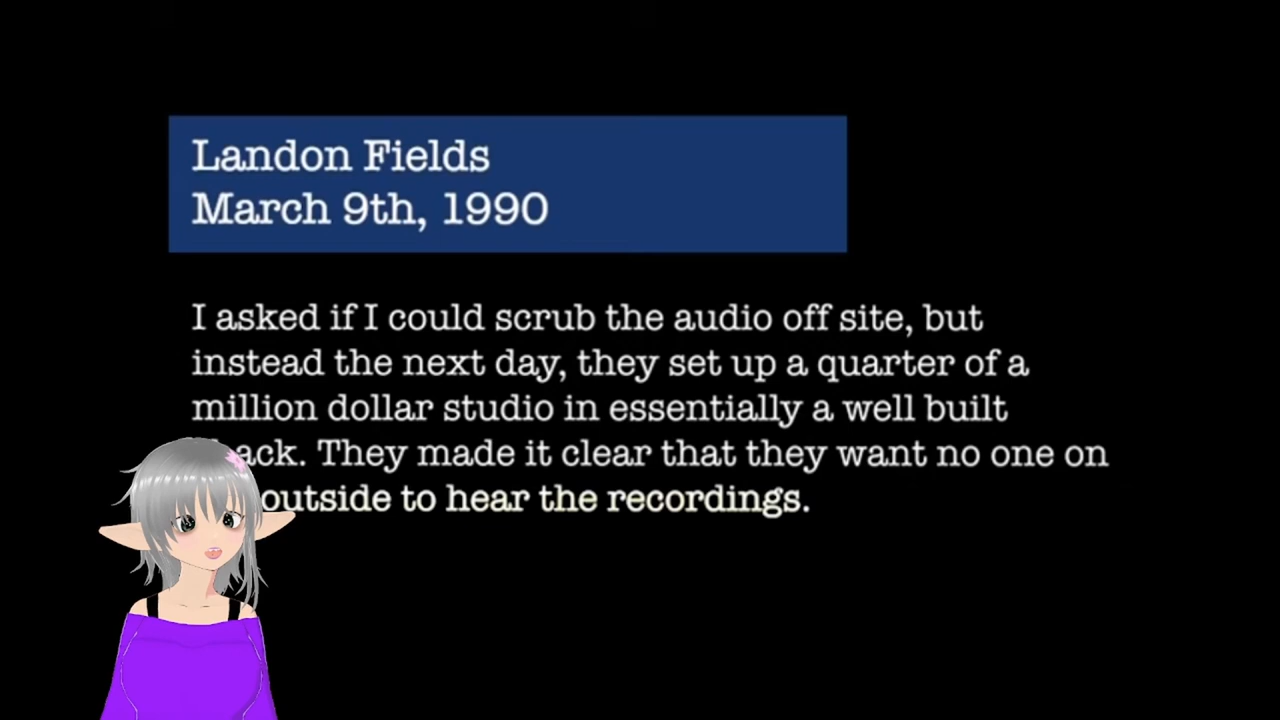 Landon Fields
March 9th, 1990
I asked if I could scrub the audio off site, but
instead the next day, they set up a quarter of a
million dollar studio in essentially a well built
They made it clear that they want no one on
outside to hear the recordings.